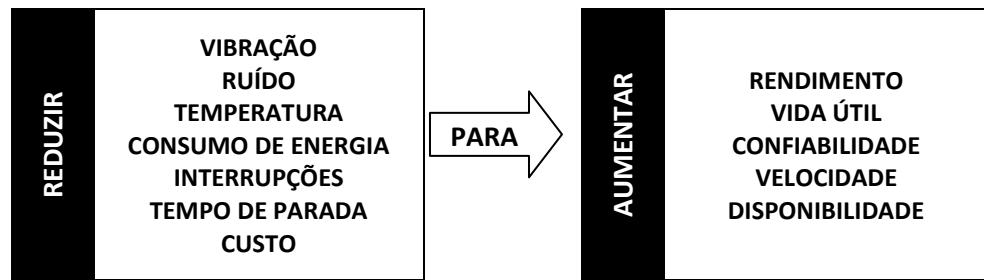 REDUZIR
VIBRAÇÃO
RUÍDO
TEMPERATURA
CONSUMO DE ENERGIA
INTERRUPÇÕES
TEMPO DE PARADA
CUSTO
PARA
AUMENTAR
RENDIMENTO
VIDA ÚTIL
CONFIABILIDADE
VELOCIDADE
DISPONIBILIDADE